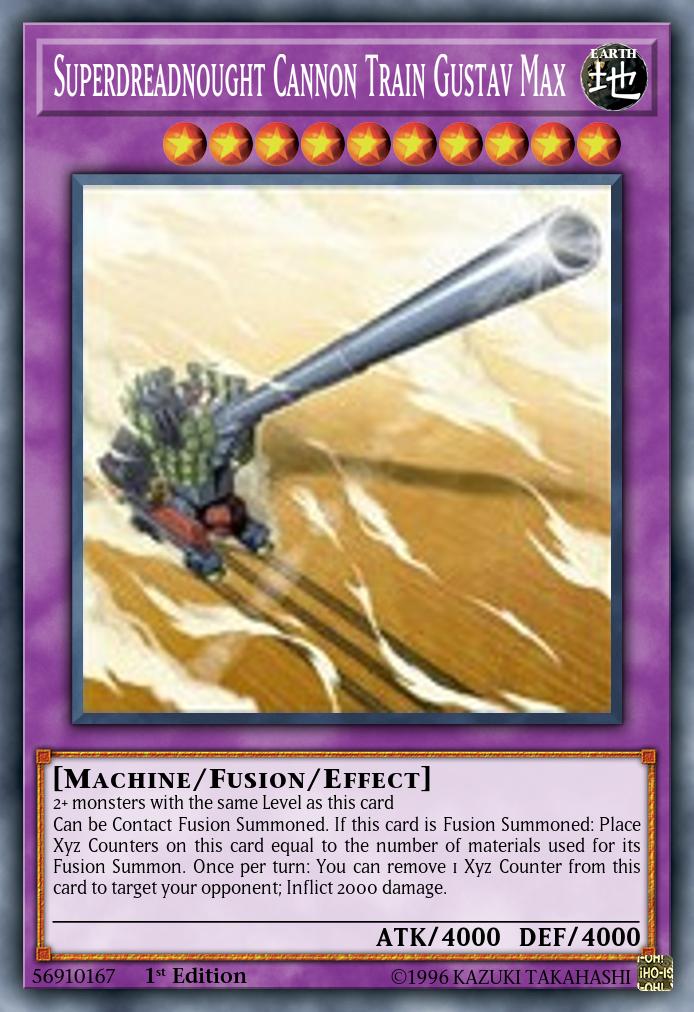 SUPERDREADNOUGHT CANNON TRAIN GUSTAV MAX
EARTH
地
[MACHINE/FUSION/EFFECT]
2+ monsters with the same Level as this card
Can be Contact Fusion Summoned. If this card is Fusion Summoned: Place
Xyz Counters on this card equal to the number of materials used for its
Fusion Summon. Once per turn: You can remove 1 Xyz Counter from this
card to target your opponent; Inflict 2000 damage.
ATK/4000 DEF/4000
56910167 1st Edition ©1996 KAZUKI TAKAHASHI